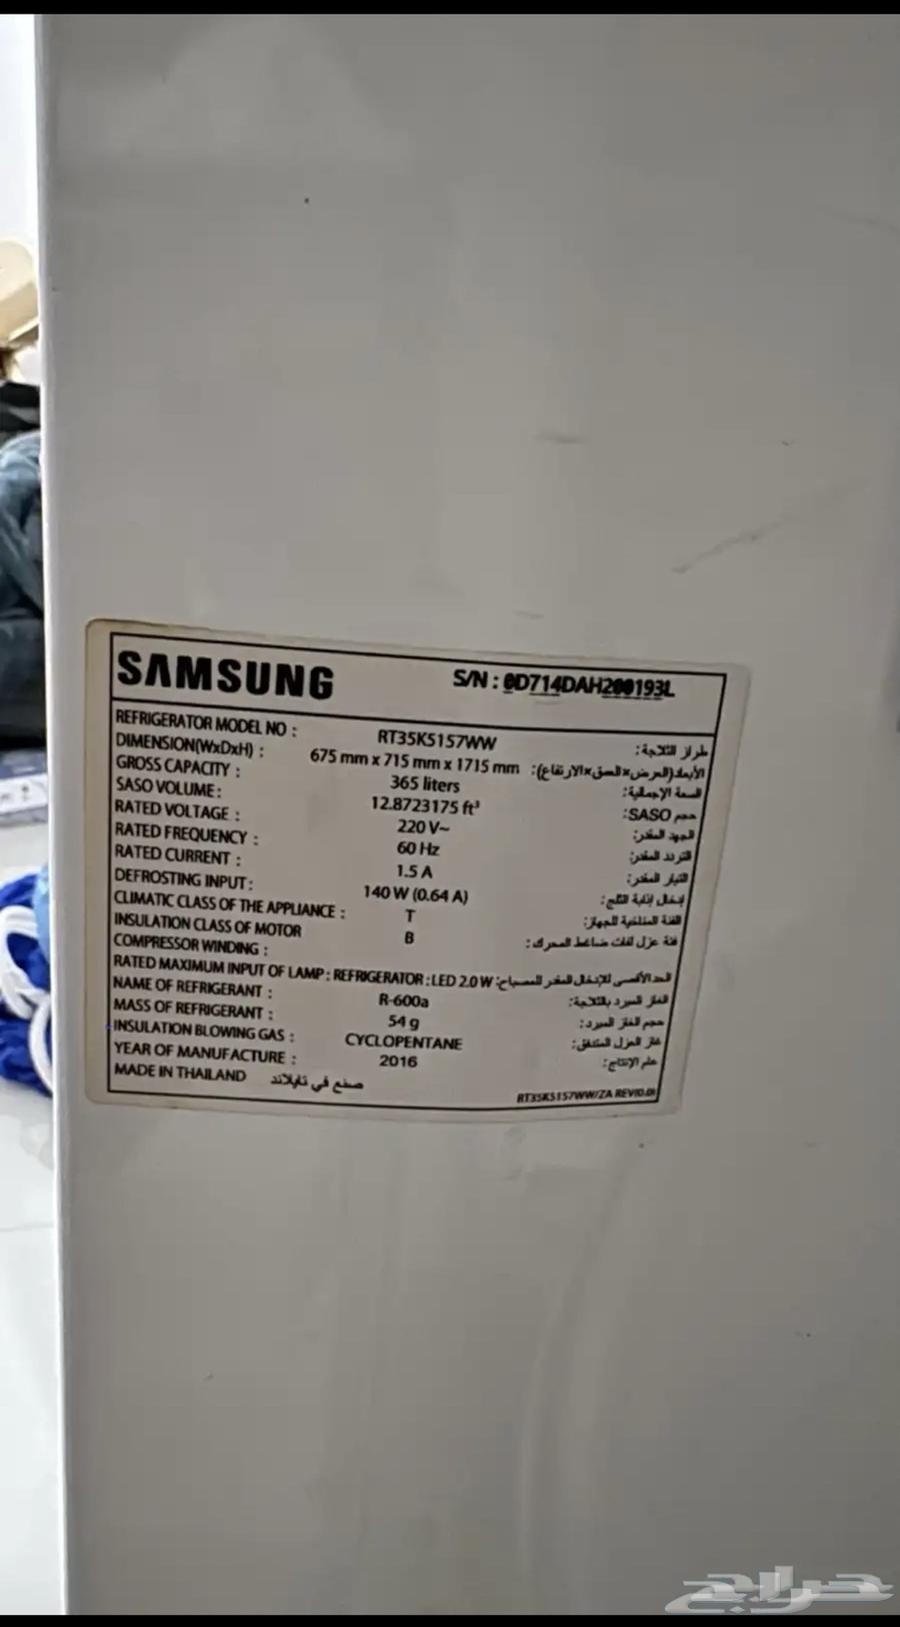 SAMSUNG S/N : 0D714DAH200193L
REFRIGERATOR MODEL NO : RT35K5157WW طراز الثلاجة:
DIMENSION(WxDxH) : 675 mm x 715 mm x 1715 mm الأبعاد(العرض×العمق×الارتفاع):
GROSS CAPACITY : 365 liters السعة الإجمالية:
SASO VOLUME : 12.8723175 ft³ حجم SASO:
RATED VOLTAGE : 220 V~ الجهد المقدر:
RATED FREQUENCY : 60 Hz التردد المقدر:
RATED CURRENT : 1.5 A التيار المقدر:
DEFROSTING INPUT : 140 W (0.64 A) إدخال إذابة الثلج:
CLIMATIC CLASS OF THE APPLIANCE : T الفئة المناخية للجهاز:
INSULATION CLASS OF MOTOR
COMPRESSOR WINDING : B فئة عزل لفات ضاغط المحرك:
RATED MAXIMUM INPUT OF LAMP : REFRIGERATOR : LED 2.0 W الحد الأقصى للإدخال المقدر للمصباح:
NAME OF REFRIGERANT : R-600a الغاز المبرد بالثلاجة:
MASS OF REFRIGERANT : 54 g حجم الغاز المبرد:
INSULATION BLOWING GAS : CYCLOPENTANE غاز العزل المتدفق:
YEAR OF MANUFACTURE : 2016 عام الإنتاج:
MADE IN THAILAND صنع في تايلاند RT35K5157WW/ZA REV(0.0)
حراج